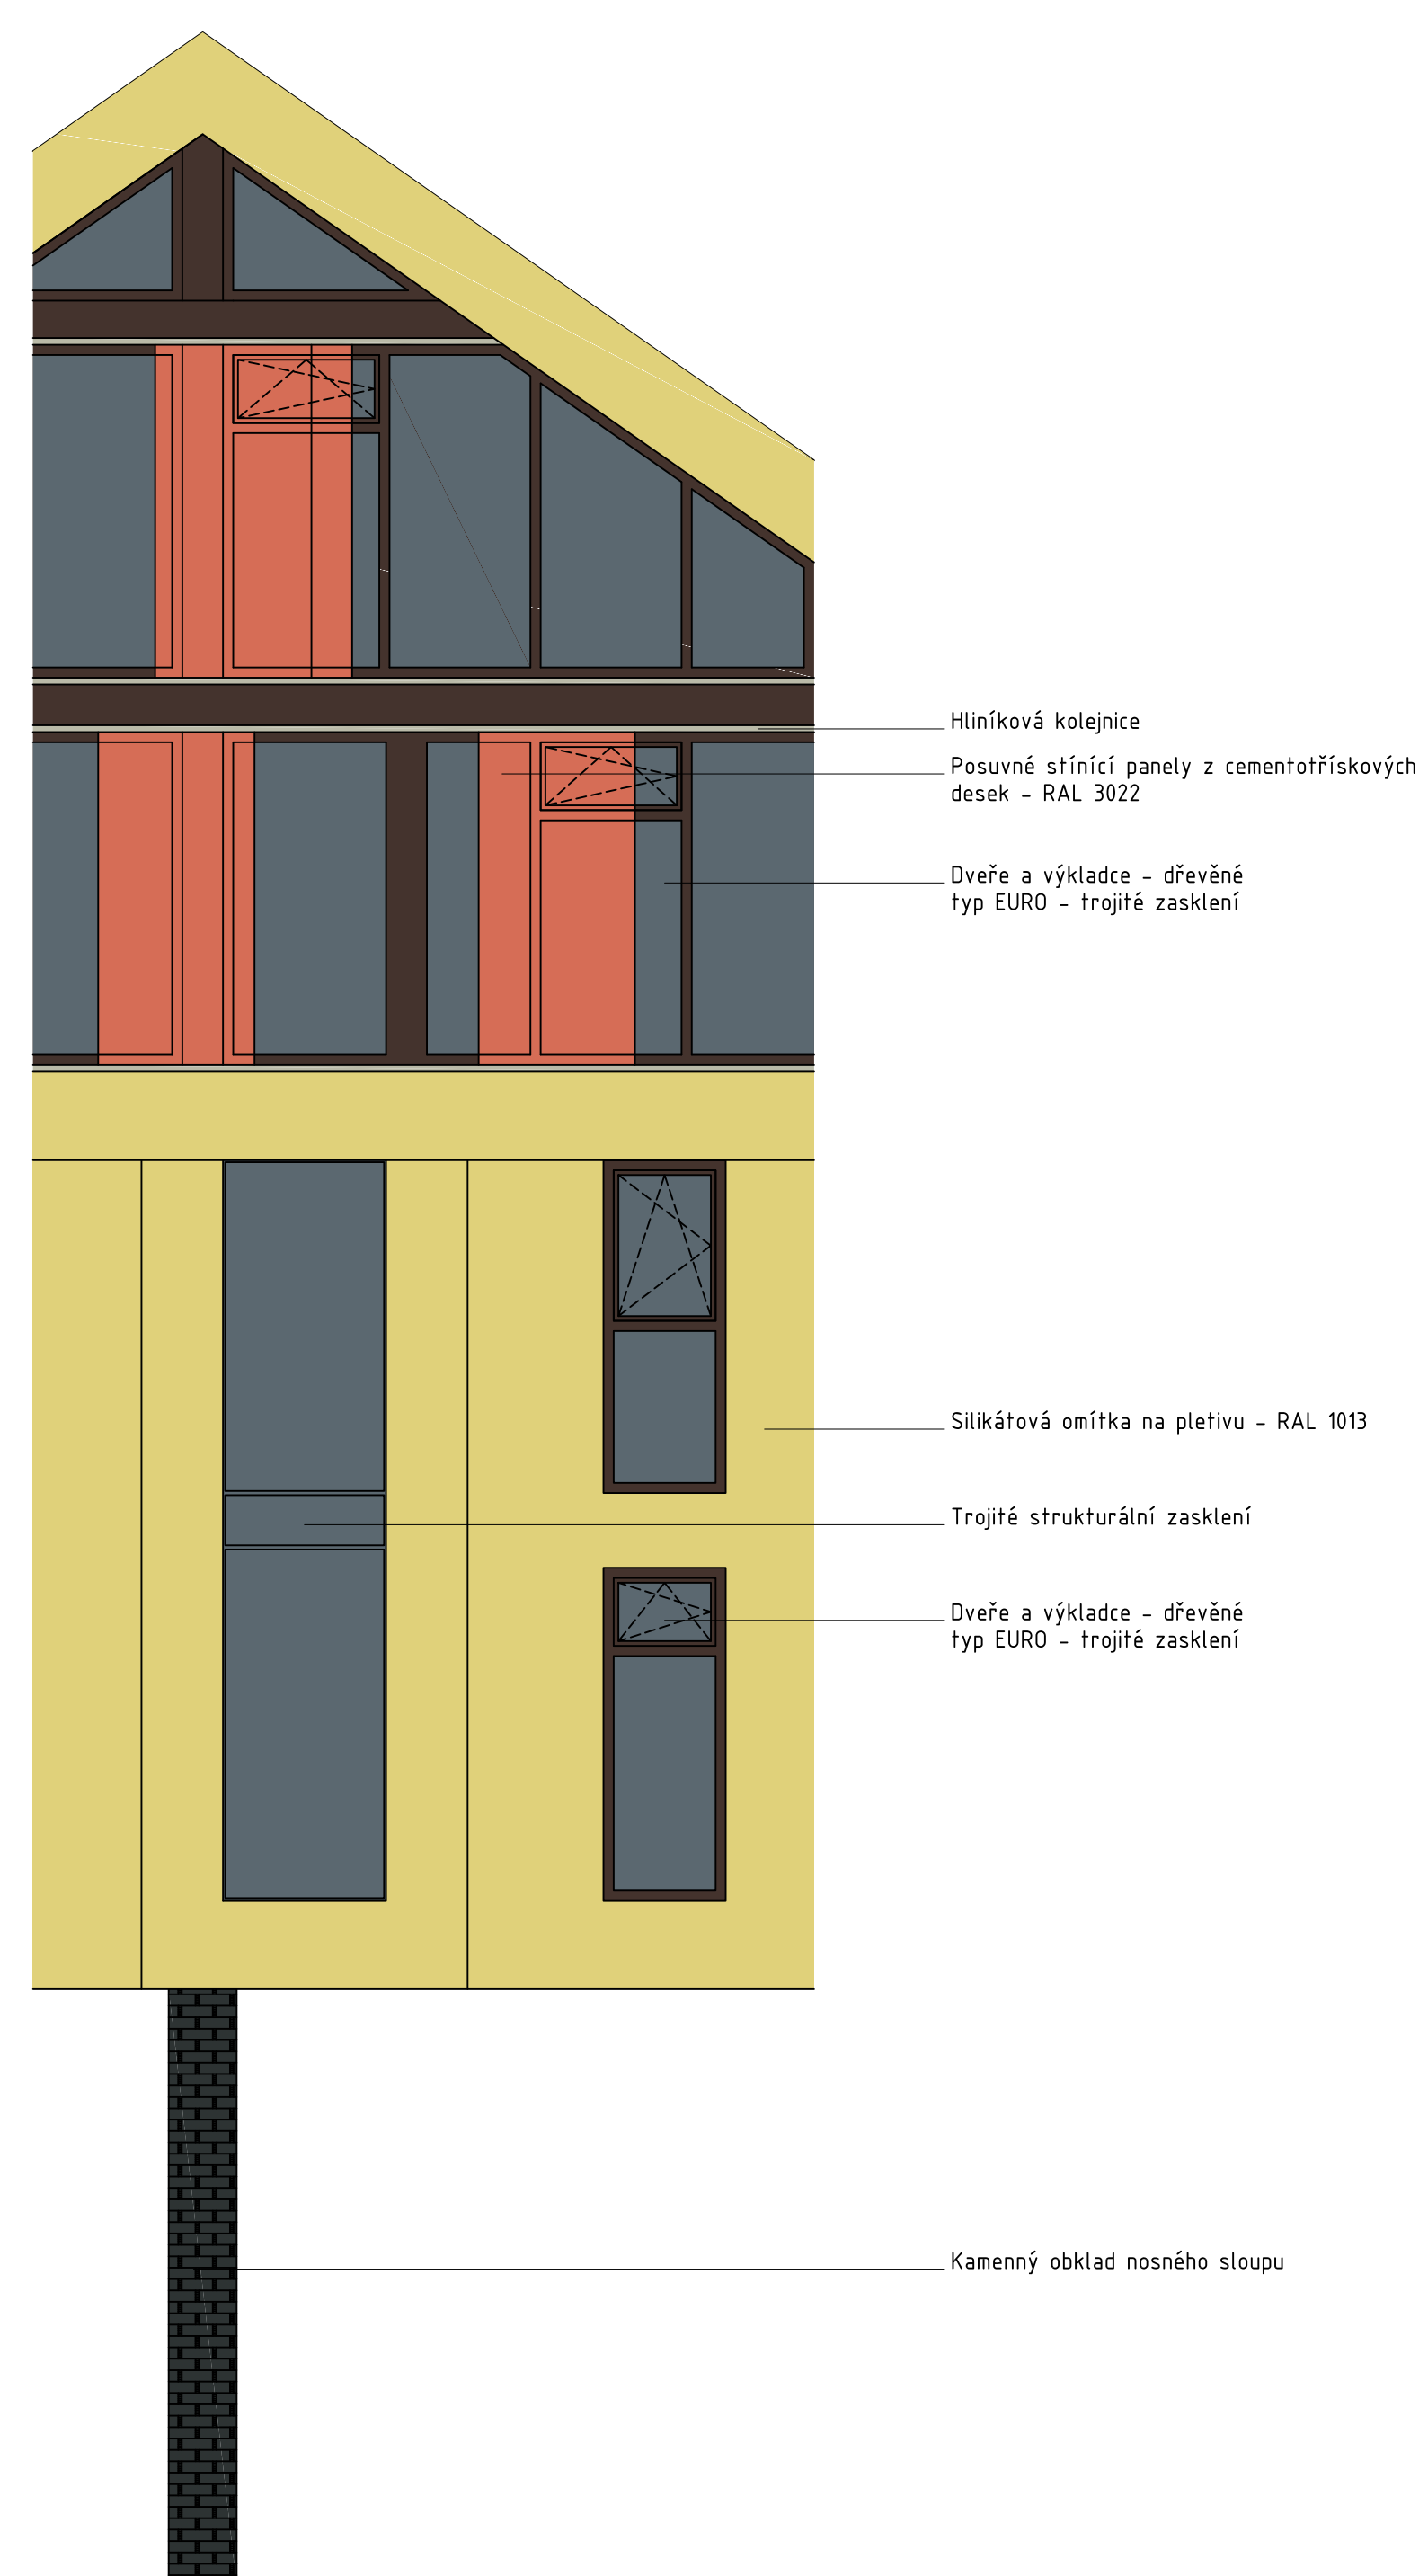 Hliníková kolejnice
Posuvné stínící panely z cementotřískových
desek - RAL 3022
Dveře a výkladce - dřevěné
typ EURO - trojité zasklení
Silikátová omítka na pletivu - RAL 1013
Trojité strukturální zasklení
Dveře a výkladce - dřevěné
typ EURO - trojité zasklení
Kamenný obklad nosného sloupu